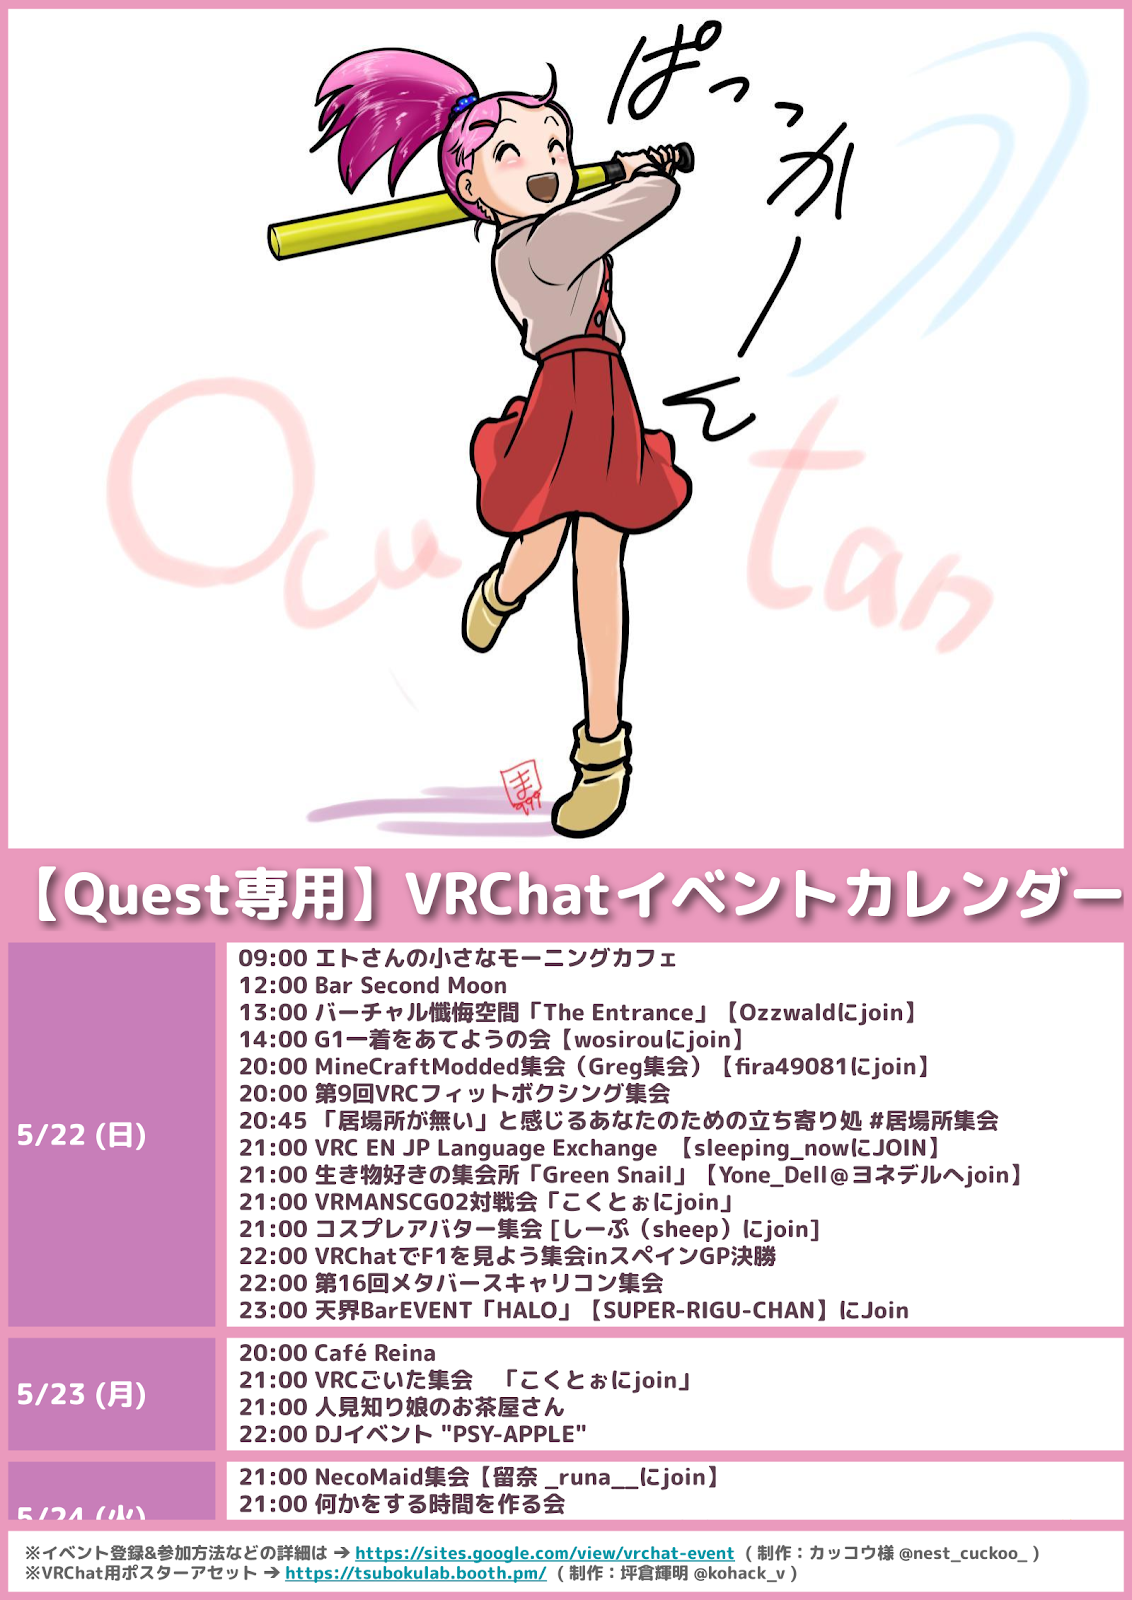 ぱっっかーん
Ocu tan
ま
999
【Quest専用】VRChatイベントカレンダー
5/22 (日)
09:00 エトさんの小さなモーニングカフェ
12:00 Bar Second Moon
13:00 バーチャル懺悔空間「The Entrance」【Ozzwaldにjoin】
14:00 G1一着をあてようの会【wosirouにjoin】
20:00 MineCraftModded集会（Greg集会）【fira49081にjoin】
20:00 第9回VRCフィットボクシング集会
20:45 「居場所が無い」と感じるあなたのための立ち寄り処 #居場所集会
21:00 VRC EN JP Language Exchange 【sleeping_nowにJOIN】
21:00 生き物好きの集会所「Green Snail」【Yone_Dell＠ヨネデルへjoin】
21:00 VRMANSCG02対戦会「こくとぉにjoin」
21:00 コスプレアバター集会 [しーぷ（sheep）にjoin]
22:00 VRChatでF1を見よう集会inスペインGP決勝
22:00 第16回メタバースキャリコン集会
23:00 天界BarEVENT「HALO」【SUPER-RIGU-CHAN】にJoin
5/23 (月)
20:00 Café Reina
21:00 VRCごいた集会　「こくとぉにjoin」
21:00 人見知り娘のお茶屋さん
22:00 DJイベント "PSY-APPLE"
5/24 (火)
21:00 NecoMaid集会【留奈 _runa__にjoin】
21:00 何かをする時間を作る会
※イベント登録&参加方法などの詳細は ➔ https://sites.google.com/view/vrchat-event ( 制作：カッコウ様 @nest_cuckoo_ )
※VRChat用ポスターアセット ➔ https://tsubokulab.booth.pm/ ( 制作：坪倉輝明 @kohack_v )